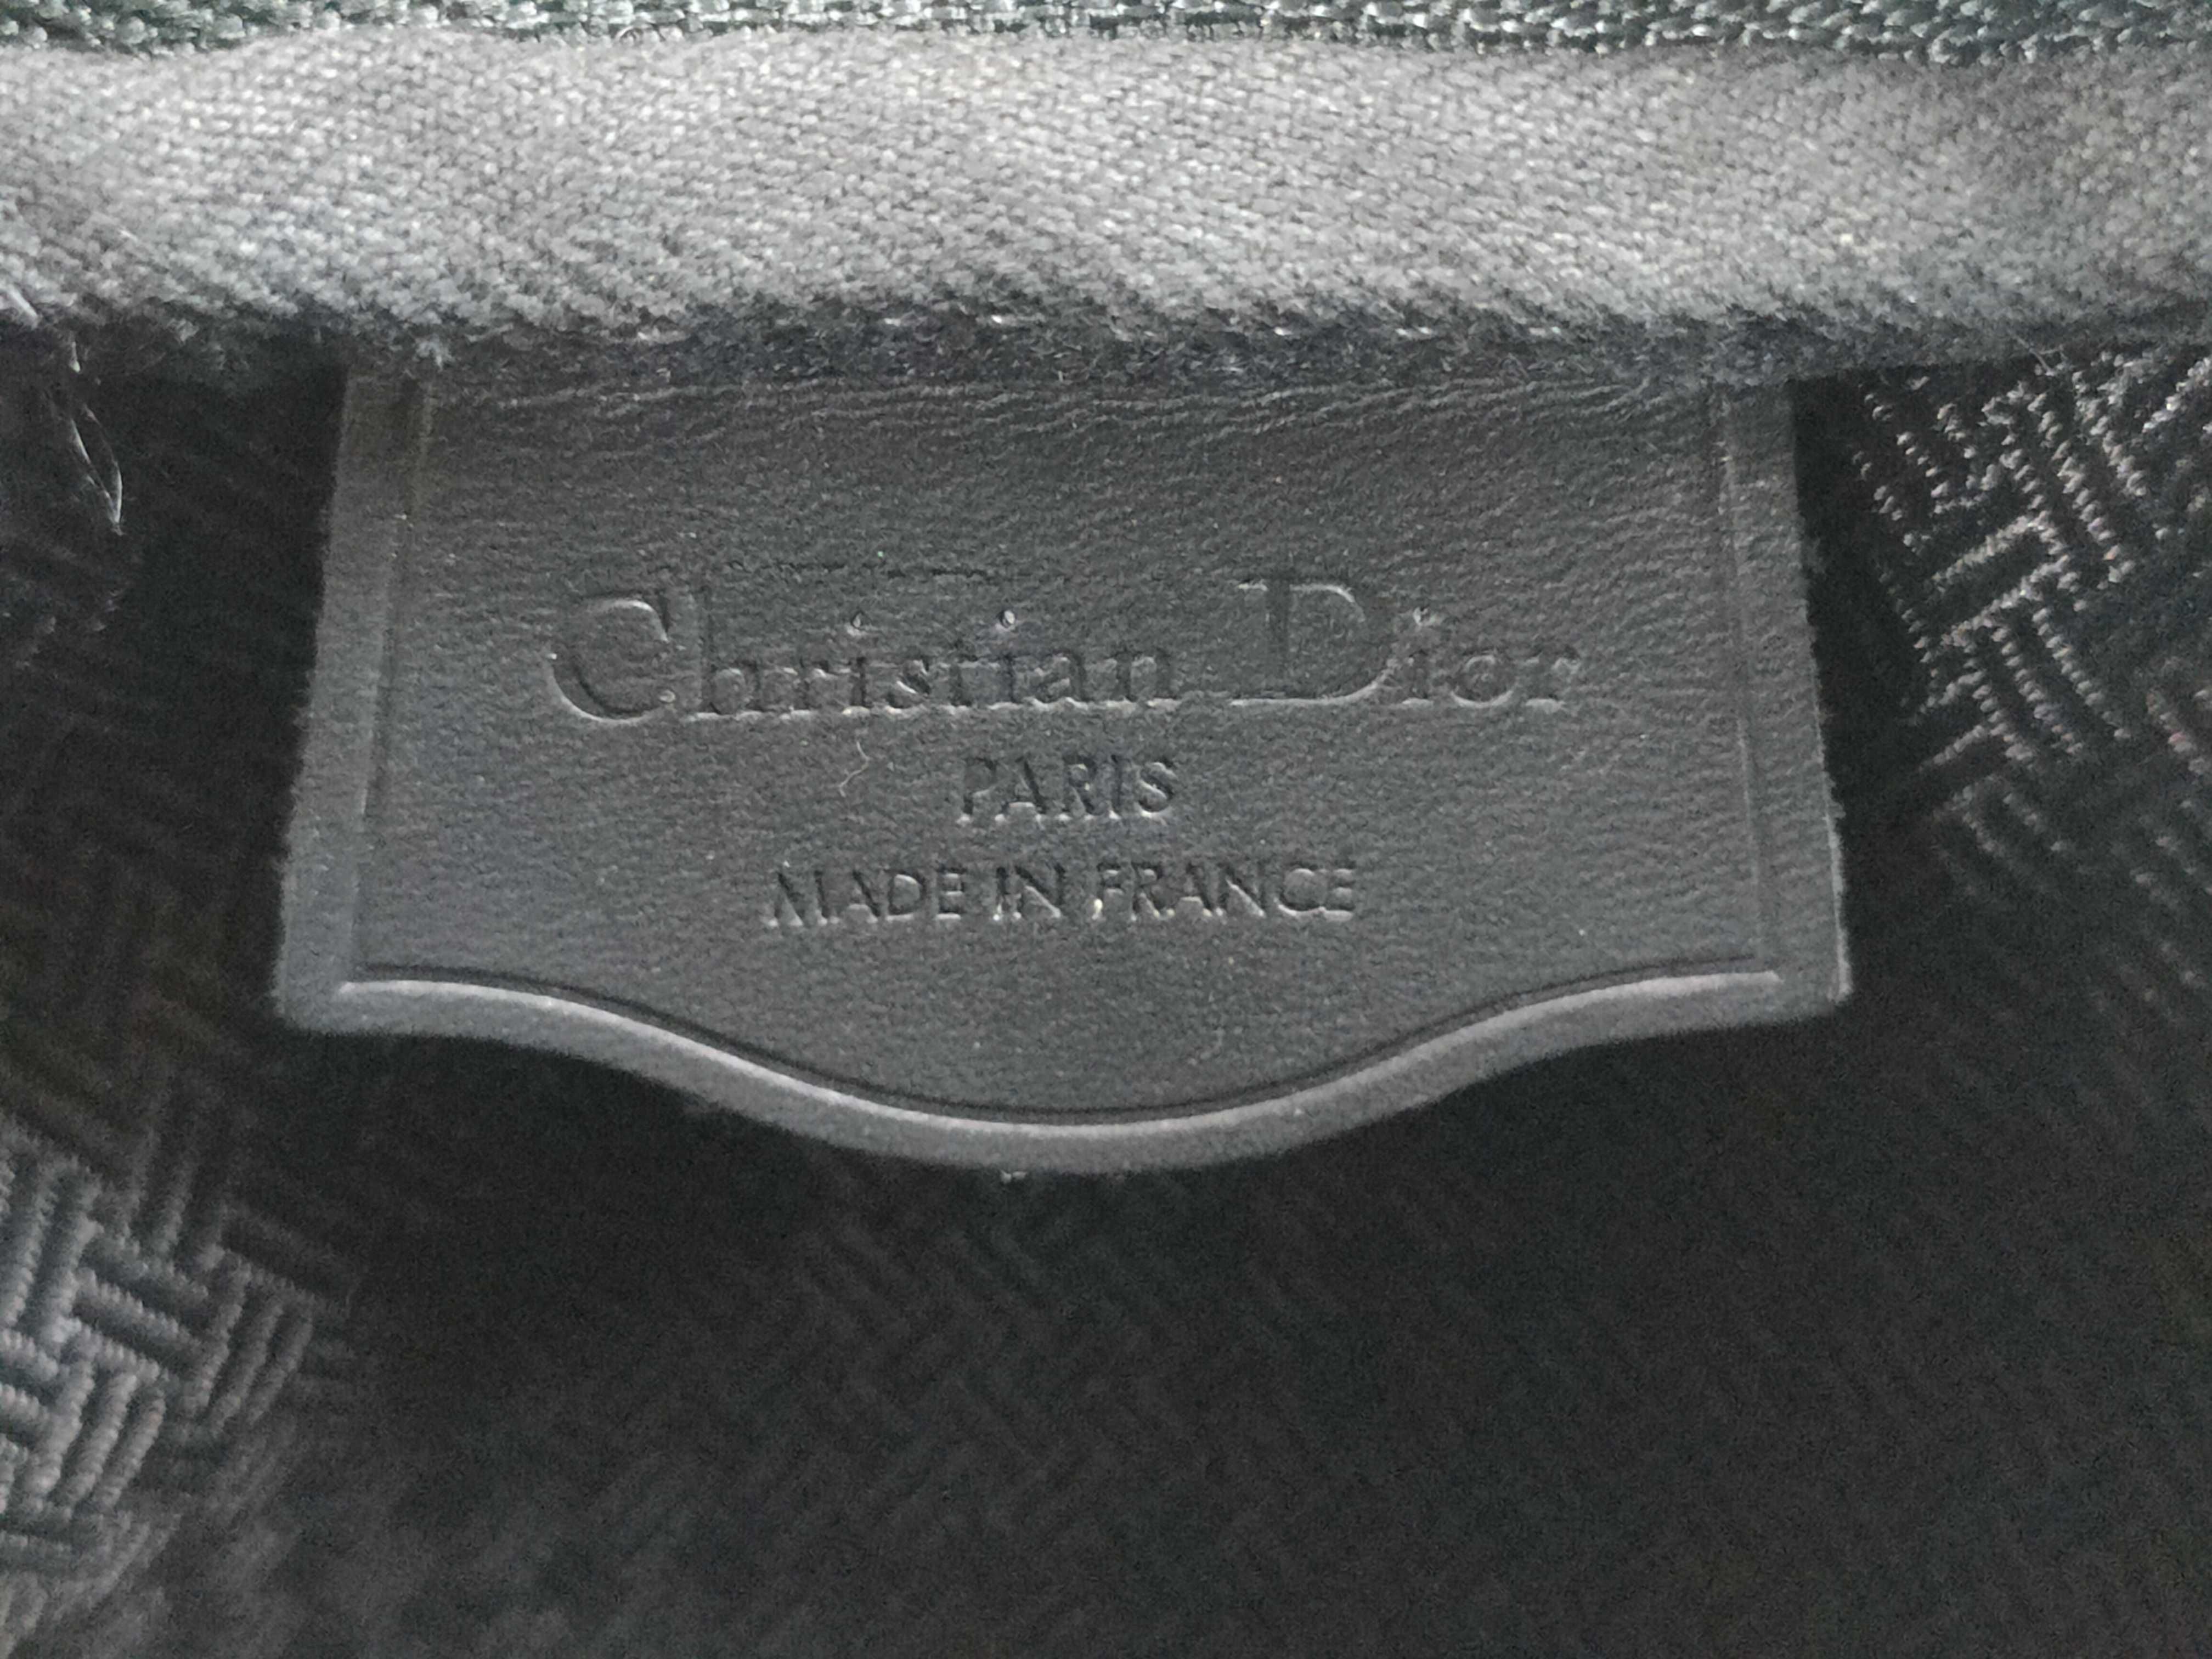 Christian Dior
PARIS
MADE IN FRANCE